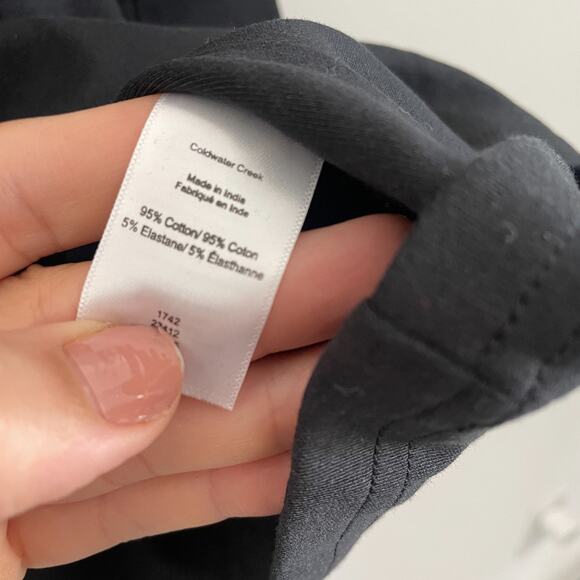 Coldwater Creek
Made in India
Fabriqué en Inde
95% Cotton/ 95% Coton
5% Elastane/ 5% Élasthanne
1742